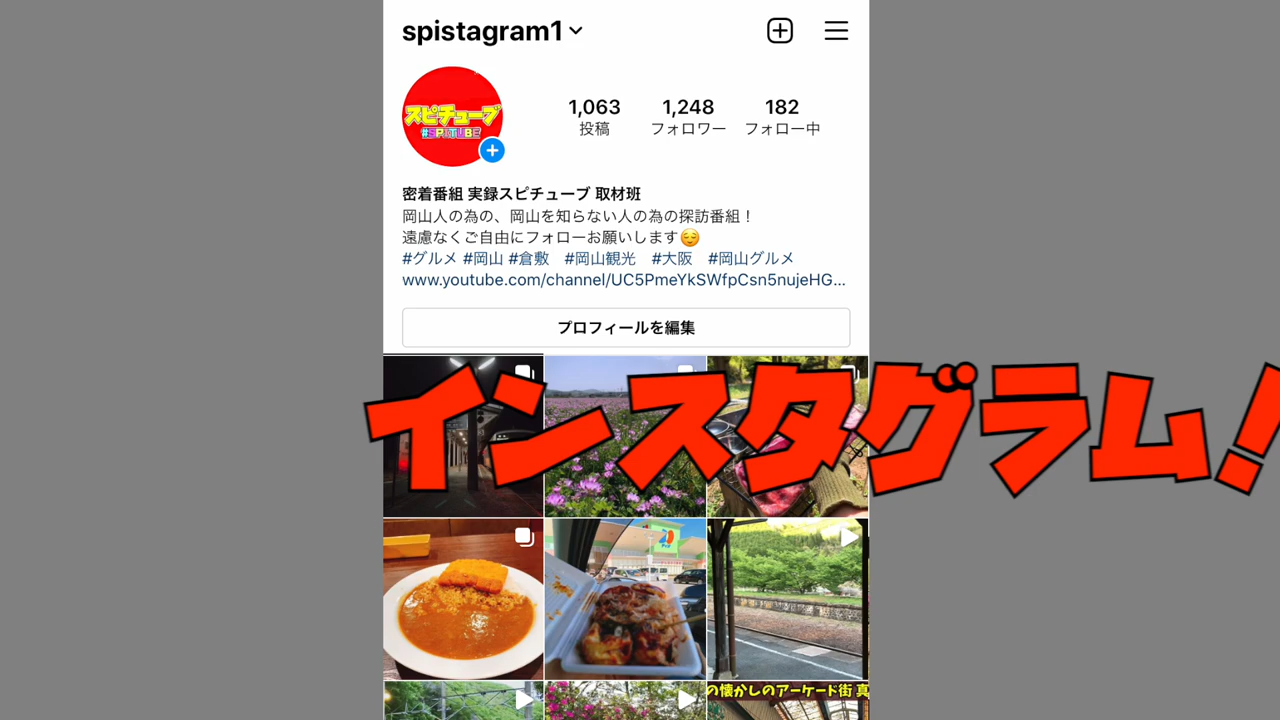 spistagram1
スピチューブ
#SPITUBE
1,063
投稿
1,248
フォロワー
182
フォロー中
密着番組 実録スピチューブ 取材班
岡山人の為の、岡山を知らない人の為の探訪番組！
遠慮なくご自由にフォローお願いします😌
#グルメ #岡山 #倉敷　#岡山観光　#大阪　#岡山グルメ
www.youtube.com/channel/UC5PmeYkSWfpCsn5nujeHG...
プロフィールを編集
インスタグラム！
の懐かしのアーケード街 真